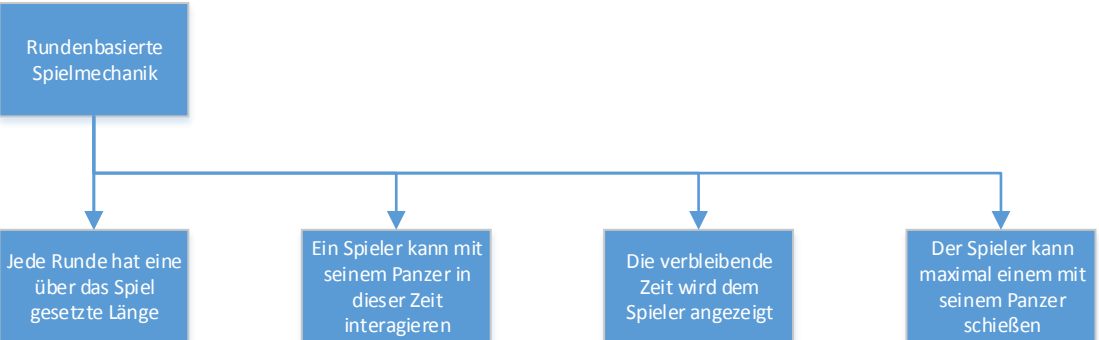 Rundenbasierte
Spielmechanik
Jede Runde hat eine
über das Spiel
gesetzte Länge
Ein Spieler kann mit
seinem Panzer in
dieser Zeit
interagieren
Die verbleibende
Zeit wird dem
Spieler angezeigt
Der Spieler kann
maximal einem mit
seinem Panzer
schießen